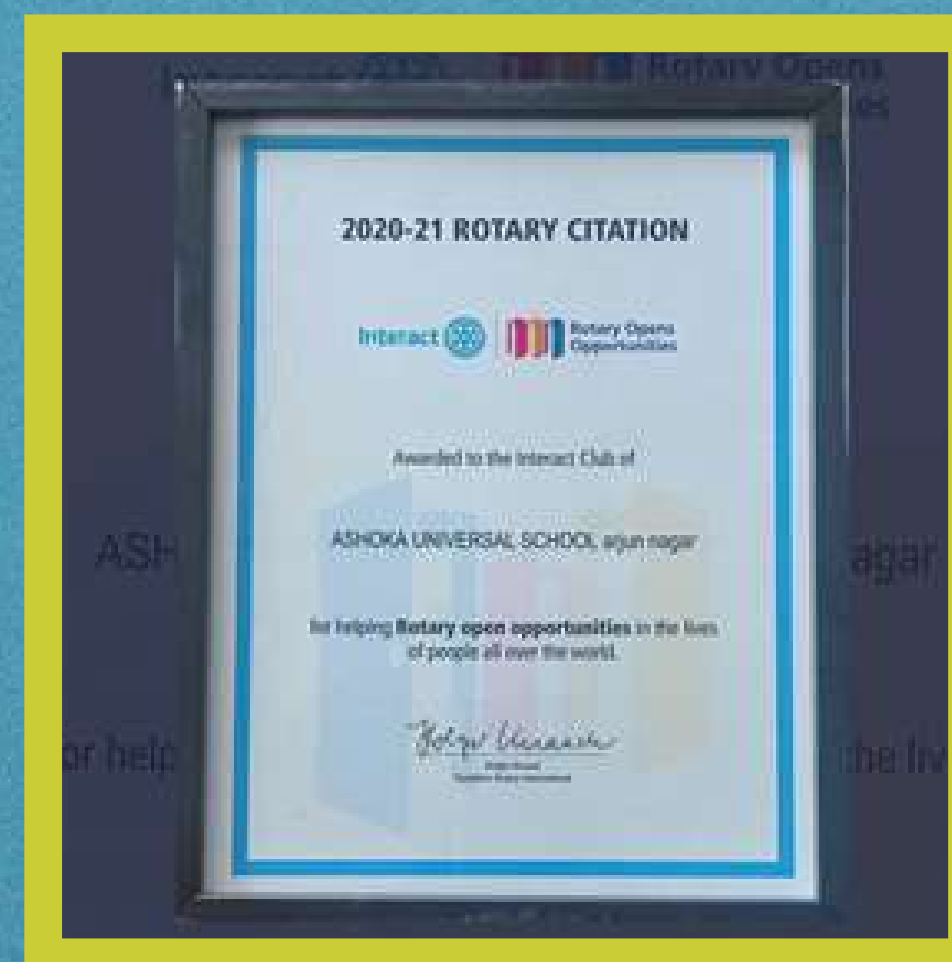 Rotary Opens
2020-21 ROTARY CITATION
Interact
Rotary Opens
Opportunities
Awarded to the Interact Club of
ASHOKA UNIVERSAL SCHOOL arjun nagar
ASH
agar
for helping Rotary open opportunities in the lives
of people all over the world.
or help
the liv